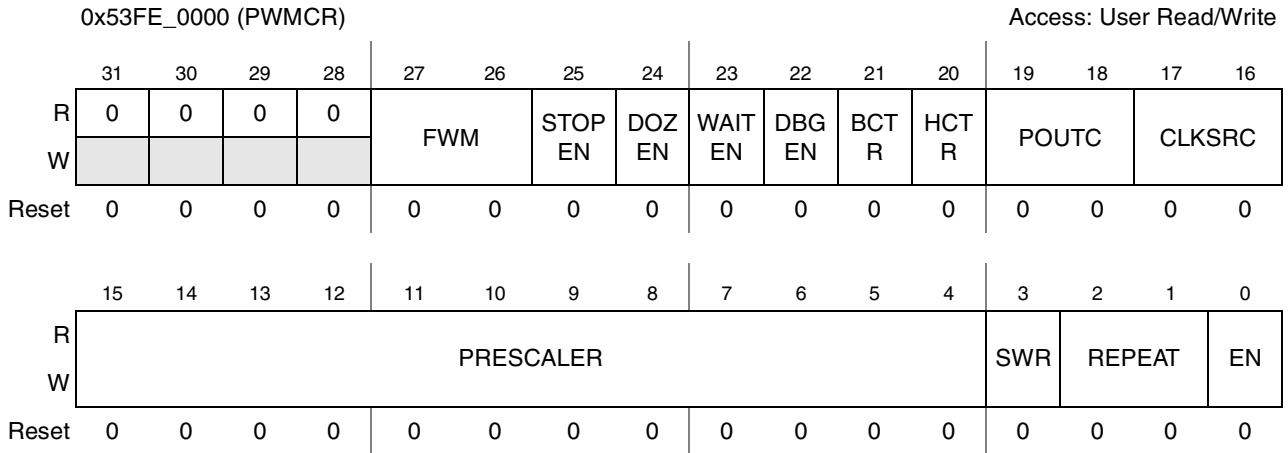 0x53FE_0000 (PWMCR) Access: User Read/Write
31 30 29 28 27 26 25 24 23 22 21 20 19 18 17 16
R 0 0 0 0 FWM STOP EN DOZ EN WAIT EN DBG EN BCT R HCT R POUTC CLKSRC
W
Reset 0 0 0 0 0 0 0 0 0 0 0 0 0 0 0 0
15 14 13 12 11 10 9 8 7 6 5 4 3 2 1 0
R PRESCALER SWR REPEAT EN
W
Reset 0 0 0 0 0 0 0 0 0 0 0 0 0 0 0 0